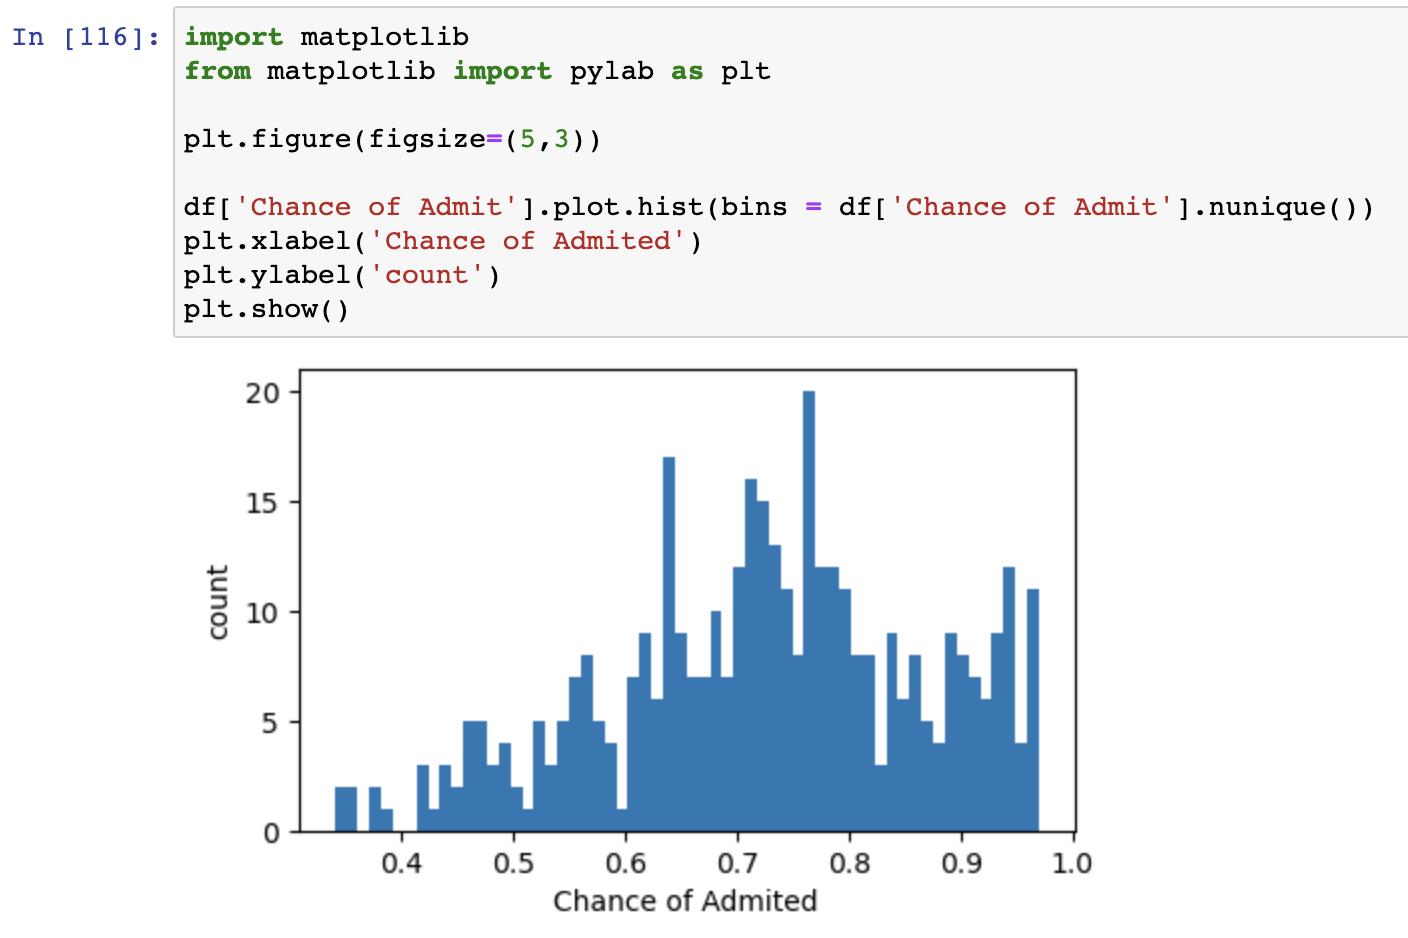 In [116]:
import matplotlib
from matplotlib import pylab as plt
plt.figure(figsize=(5,3))
df['Chance of Admit'].plot.hist(bins = df['Chance of Admit'].nunique())
plt.xlabel('Chance of Admited')
plt.ylabel('count')
plt.show()
20
15
10
5
0
count
0.4 0.5 0.6 0.7 0.8 0.9 1.0
Chance of Admited